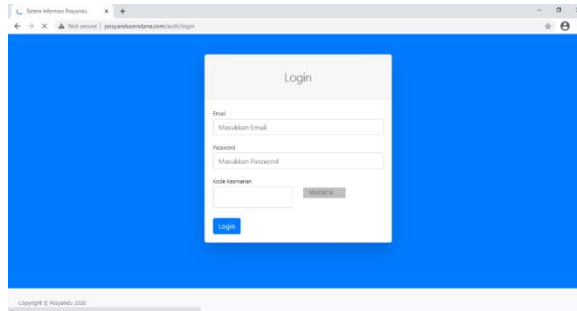 Sistem Informasi Posyandu
Not secure | posyanducendana.com/auth/login
Login
Email
Masukkan Email
Password
Masukkan Password
Kode Keamanan
Login
Copyright @ Posyandu 2020